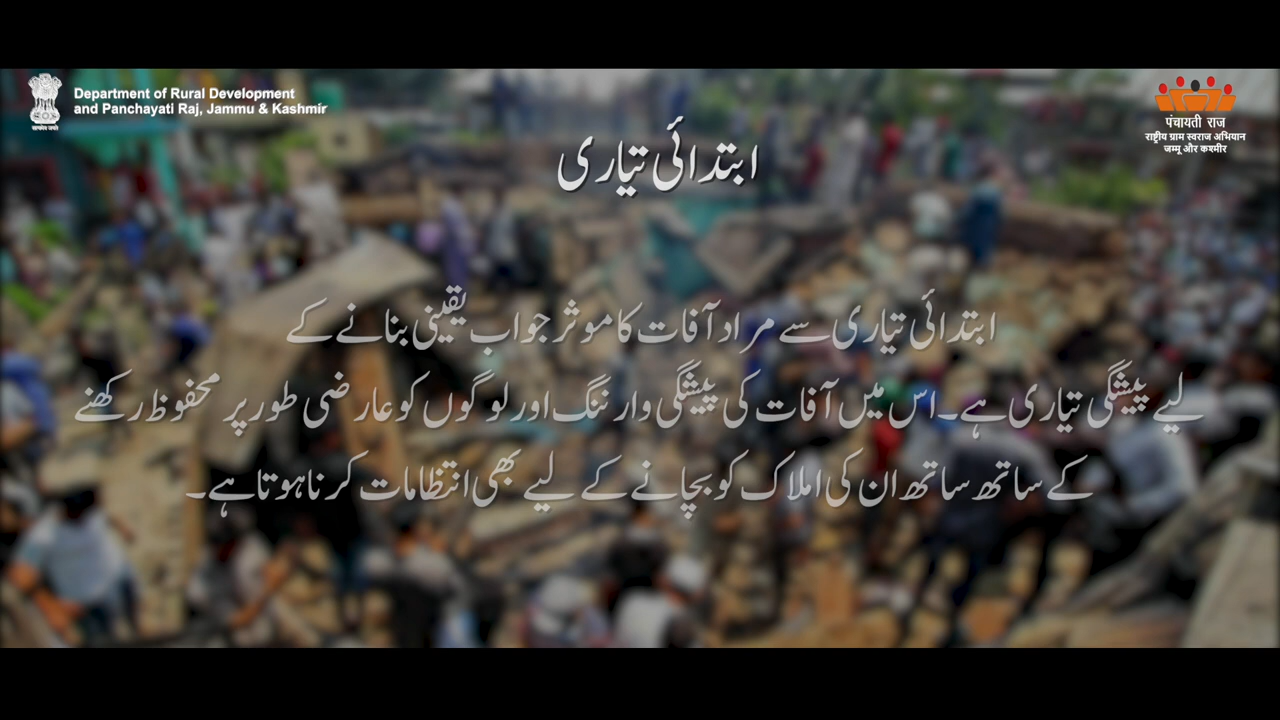 Department of Rural Development
and Panchayati Raj, Jammu & Kashmir
सत्यमेव जयते
पंचायती राज
राष्ट्रीय ग्राम स्वराज अभियान
जम्मू और कश्मीर
ابتدائی تیاری
ابتدائی تیاری سے مراد آفات کا موثر جواب یقینی بنانے کے
لیے پیشگی تیاری ہے۔ اس میں آفات کی پیشگی وارننگ اور لوگوں کو عارضی طور پر محفوظ رکھنے
کے ساتھ ساتھ ان کی املاک کو بچانے کے لیے بھی انتظامات کرنا ہوتا ہے۔